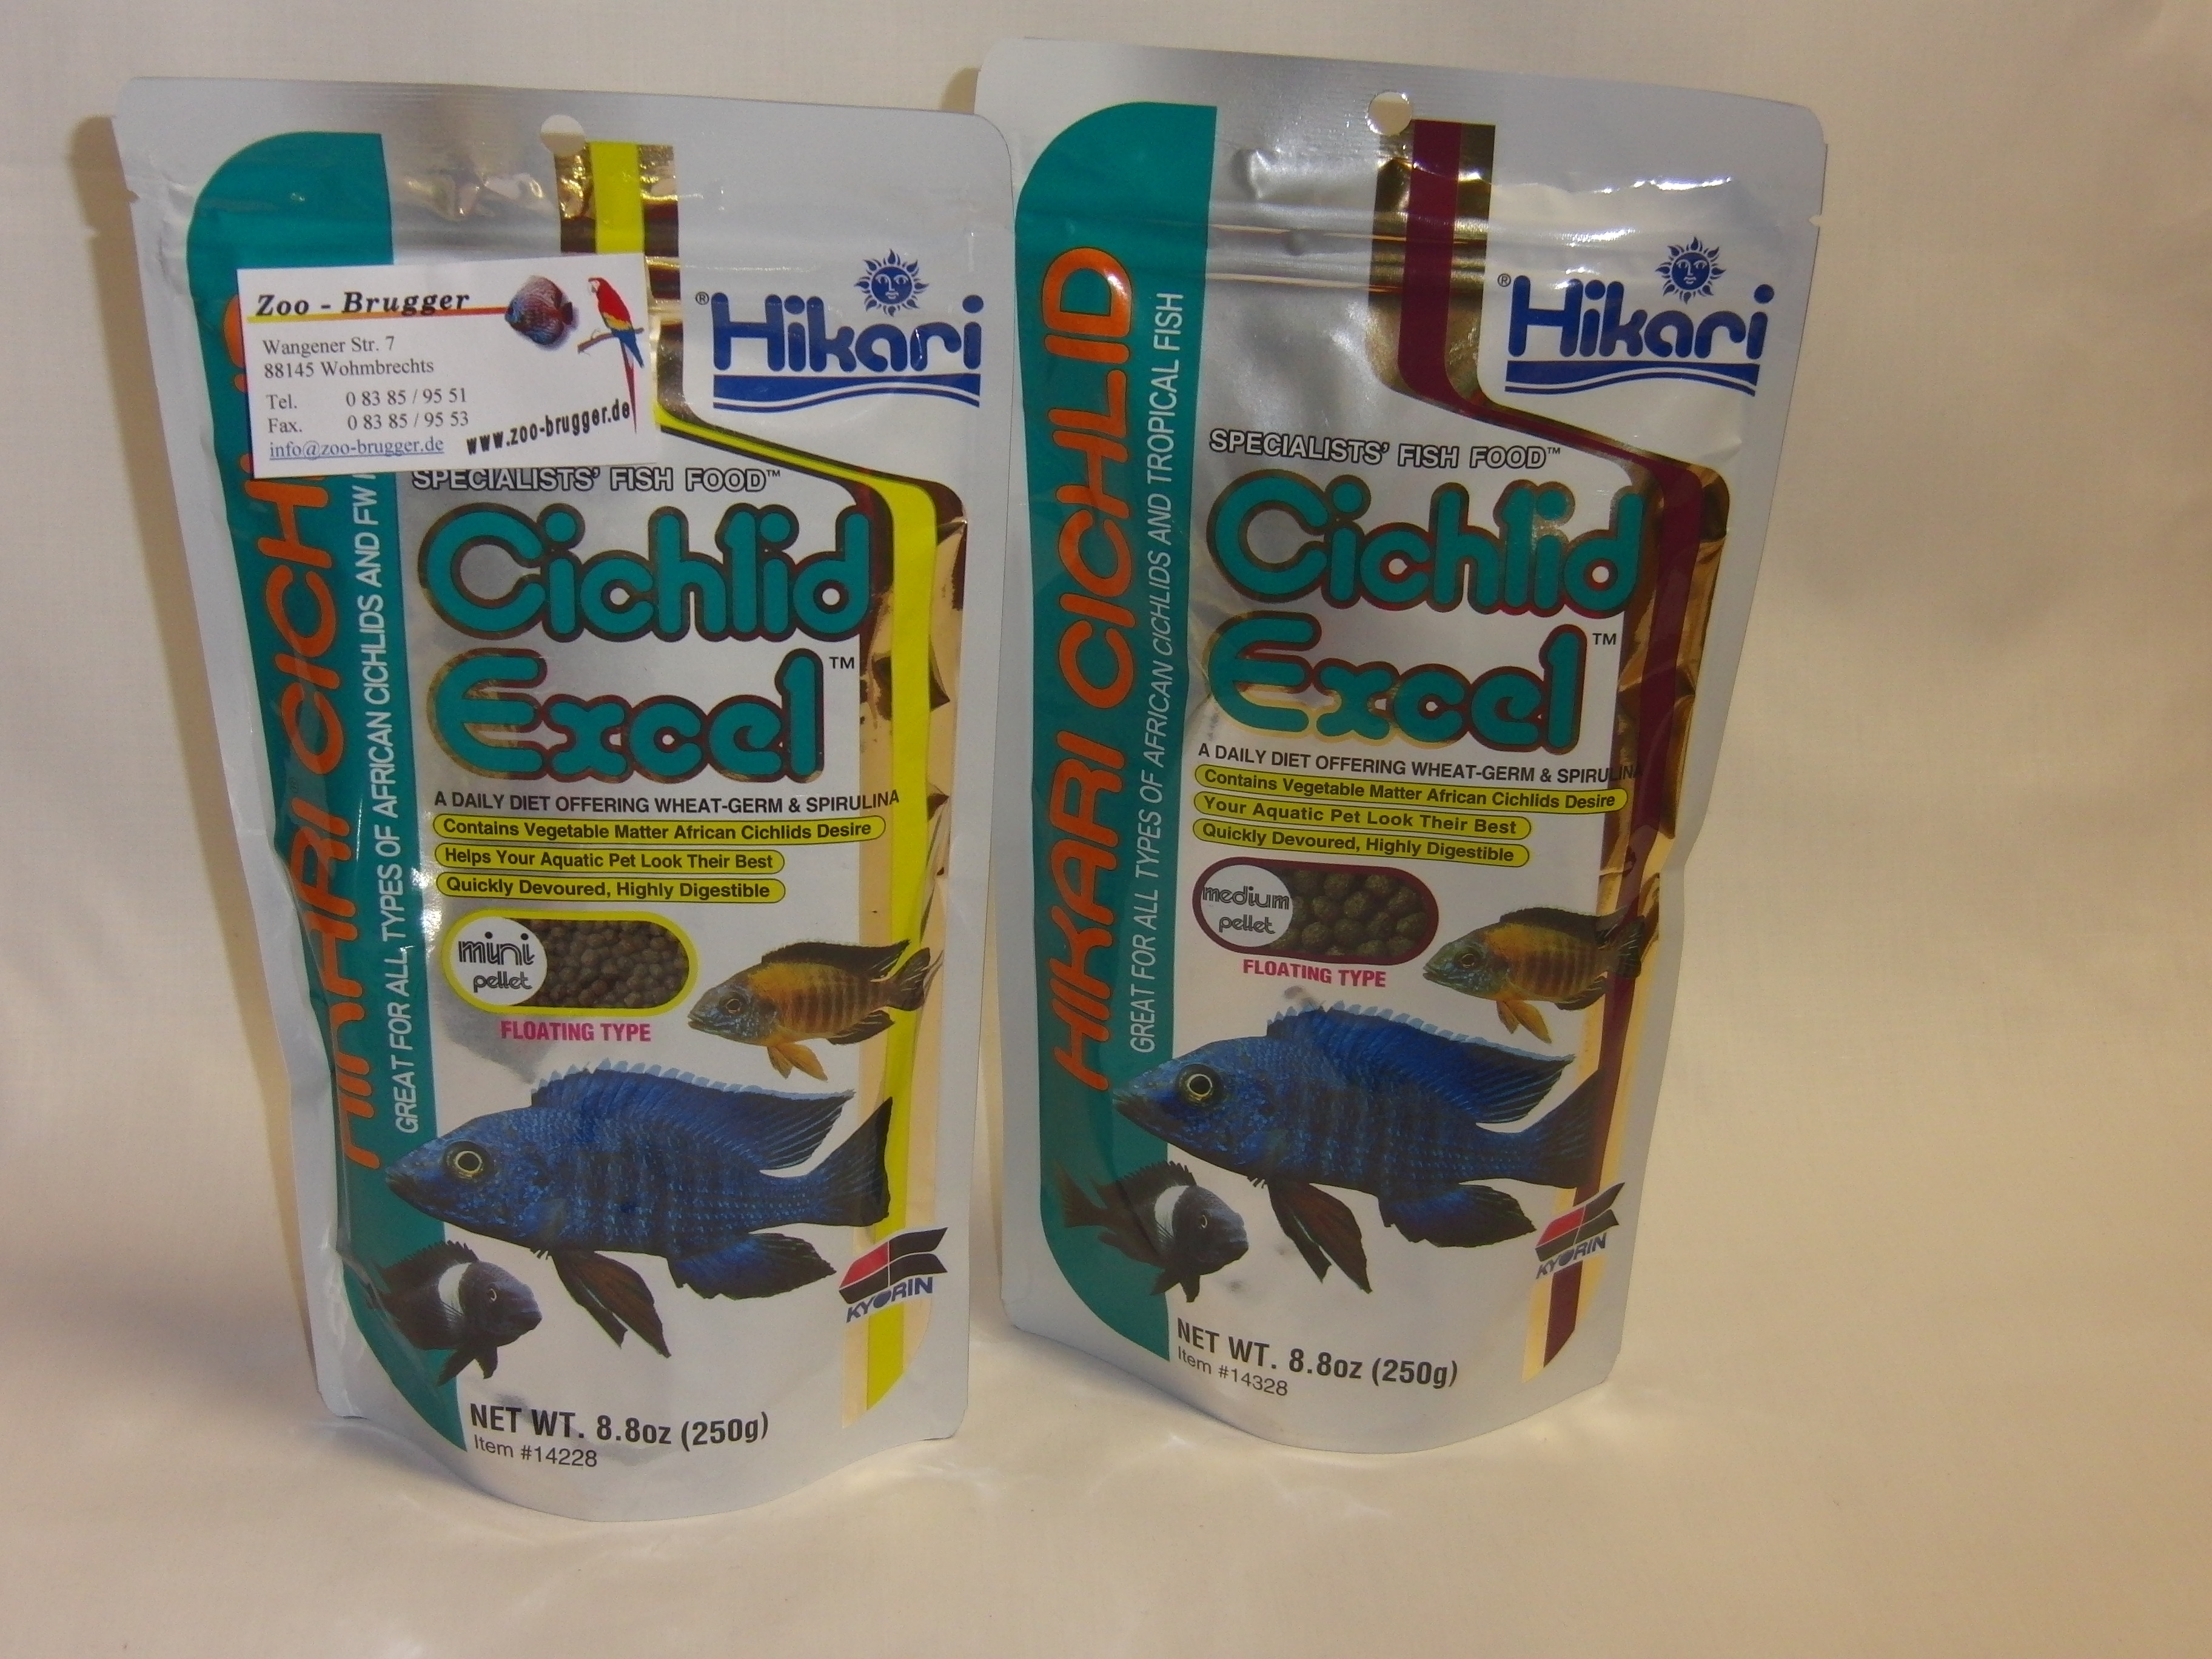 Zoo - Brugger
Wangener Str. 7
88145 Wohmbrechts
Tel. 0 83 85 / 95 51
Fax. 0 83 85 / 95 53
info@zoo-brugger.de
www.zoo-brugger.de
® Hikari
HIKARI® CICHLID
GREAT FOR ALL TYPES OF AFRICAN CICHLIDS AND FW
SPECIALISTS' FISH FOOD™
Cichlid
Excel™
A DAILY DIET OFFERING WHEAT-GERM & SPIRULINA
Contains Vegetable Matter African Cichlids Desire
Helps Your Aquatic Pet Look Their Best
Quickly Devoured, Highly Digestible
mini
pellet
FLOATING TYPE
KYORIN
NET WT. 8.8oz (250g)
Item #14228
® Hikari
HIKARI CICHLID
GREAT FOR ALL TYPES OF AFRICAN CICHLIDS AND TROPICAL FISH
SPECIALISTS' FISH FOOD™
Cichlid
Excel™
A DAILY DIET OFFERING WHEAT-GERM & SPIRULINA
Contains Vegetable Matter African Cichlids Desire
Your Aquatic Pet Look Their Best
Quickly Devoured, Highly Digestible
medium
pellet
FLOATING TYPE
KYORIN
NET WT. 8.8oz (250g)
Item #14328